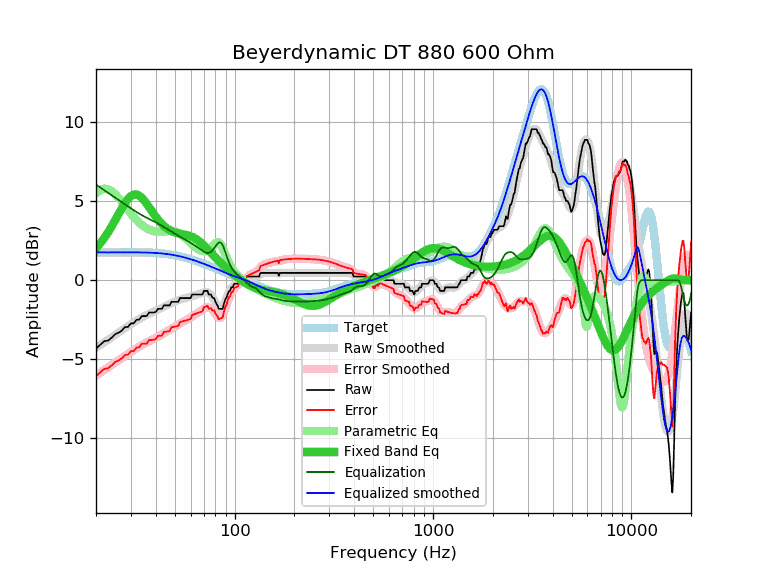 Beyerdynamic DT 880 600 Ohm
10
5
0
−5
−10
Amplitude (dBr)
Target
Raw Smoothed
Error Smoothed
Raw
Error
Parametric Eq
Fixed Band Eq
Equalization
Equalized smoothed
100
1000
10000
Frequency (Hz)